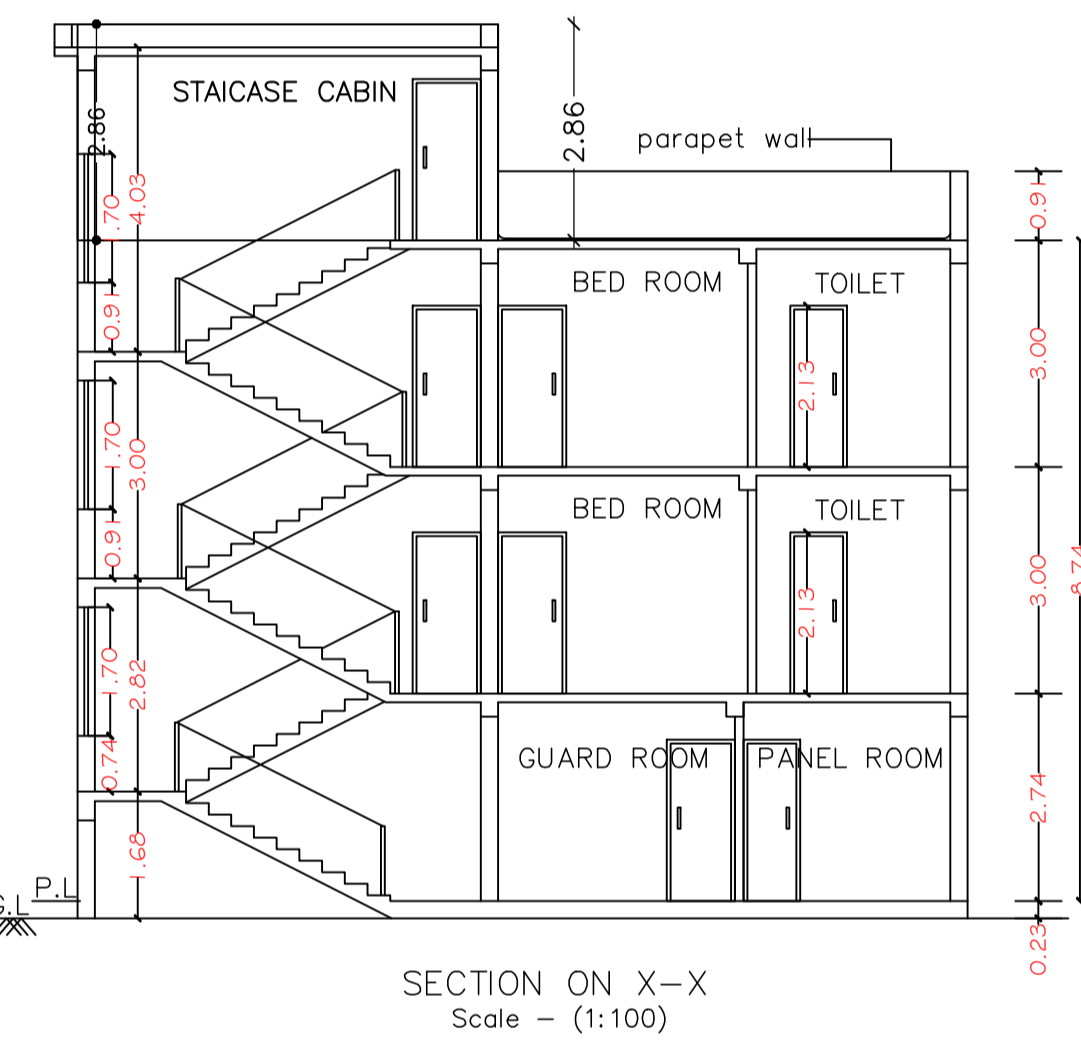 STAICASE CABIN
2.86
2.86
parapet wall
1.70
4.03
0.91
0.91
BED ROOM
TOILET
3.00
2.13
1.70
3.00
0.91
BED ROOM
TOILET
3.00
8.74
2.13
1.70
2.82
0.74
GUARD ROOM
PANEL ROOM
2.74
1.68
P.L
G.L
0.23
SECTION ON X-X
Scale - (1:100)